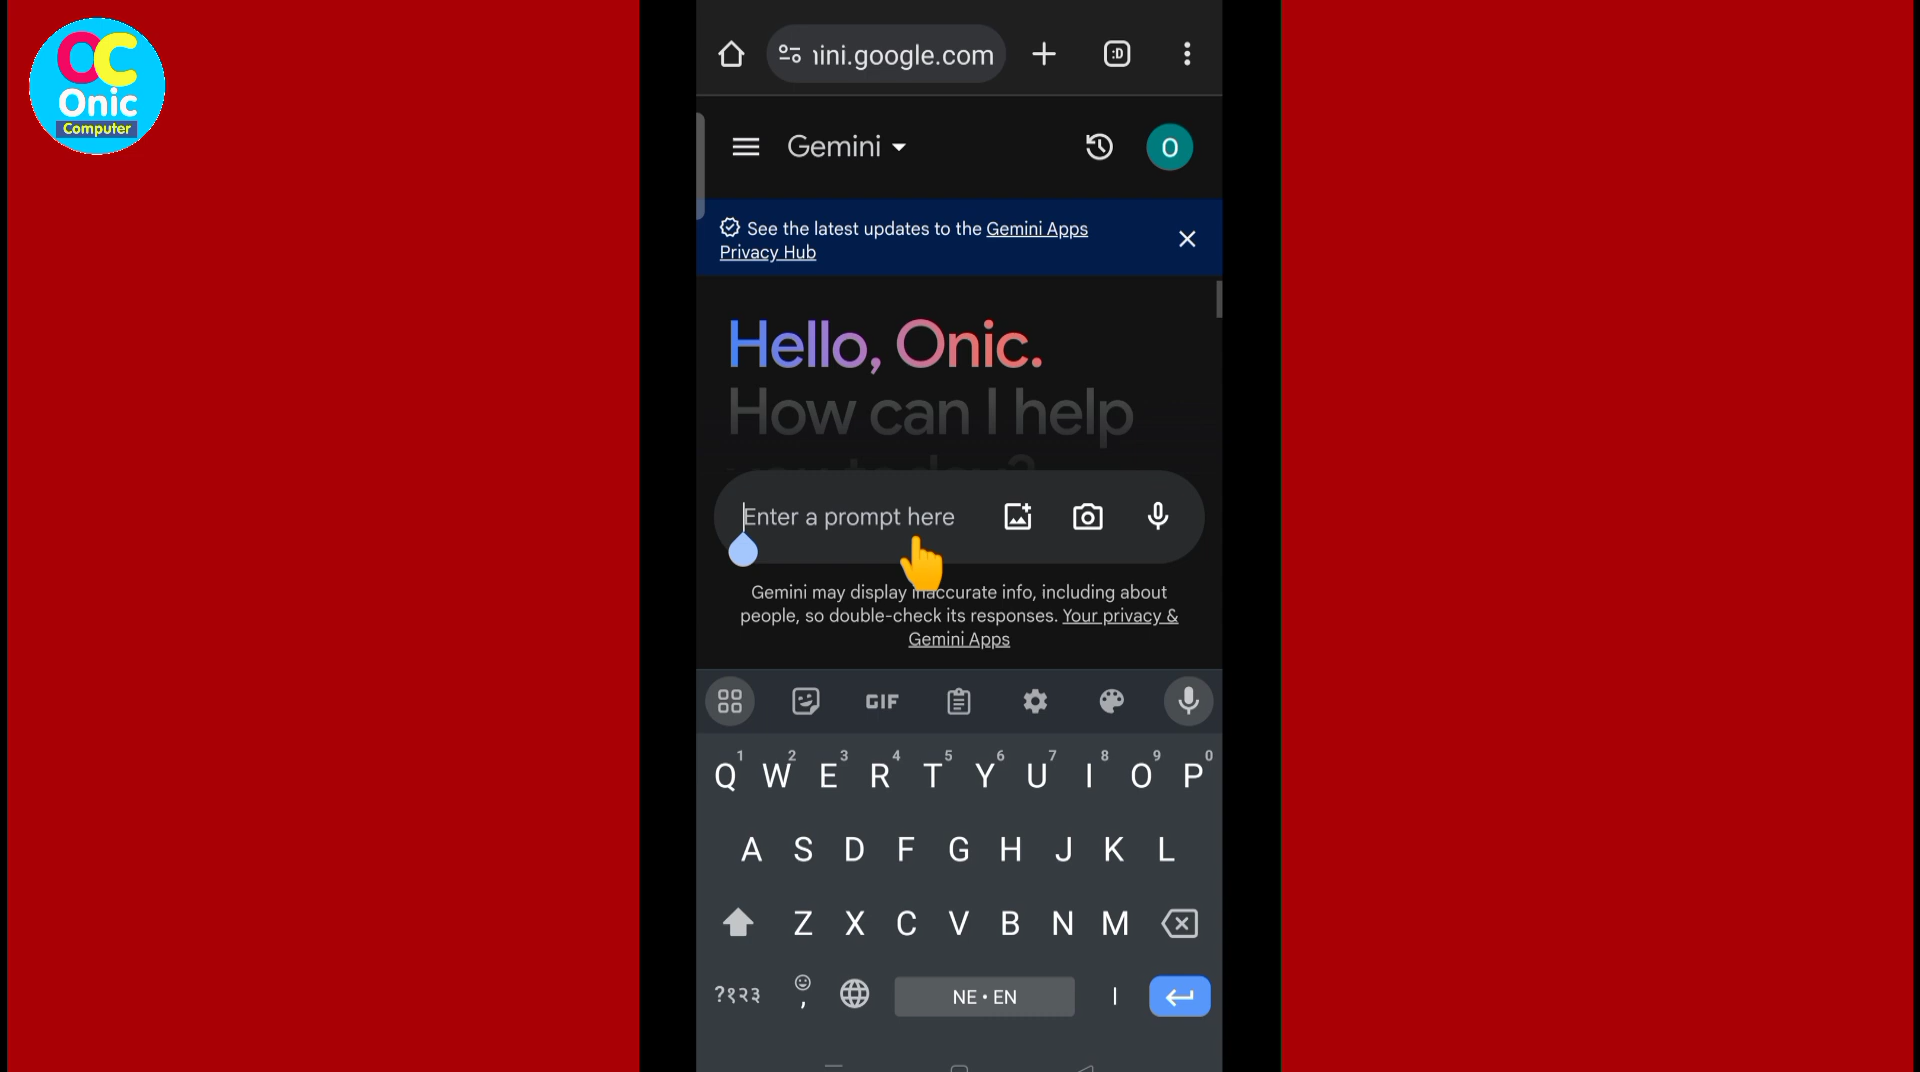 OC
Onic
Computer
ini.google.com
:D
Gemini
O
See the latest updates to the Gemini Apps
Privacy Hub
Hello, Onic.
How can I help
you today?
Enter a prompt here
Gemini may display inaccurate info, including about
people, so double-check its responses. Your privacy &
Gemini Apps
GIF
1 2 3 4 5 6 7 8 9 0
Q W E R T Y U I O P
A S D F G H J K L
Z X C V B N M
?१२३ , NE • EN ।